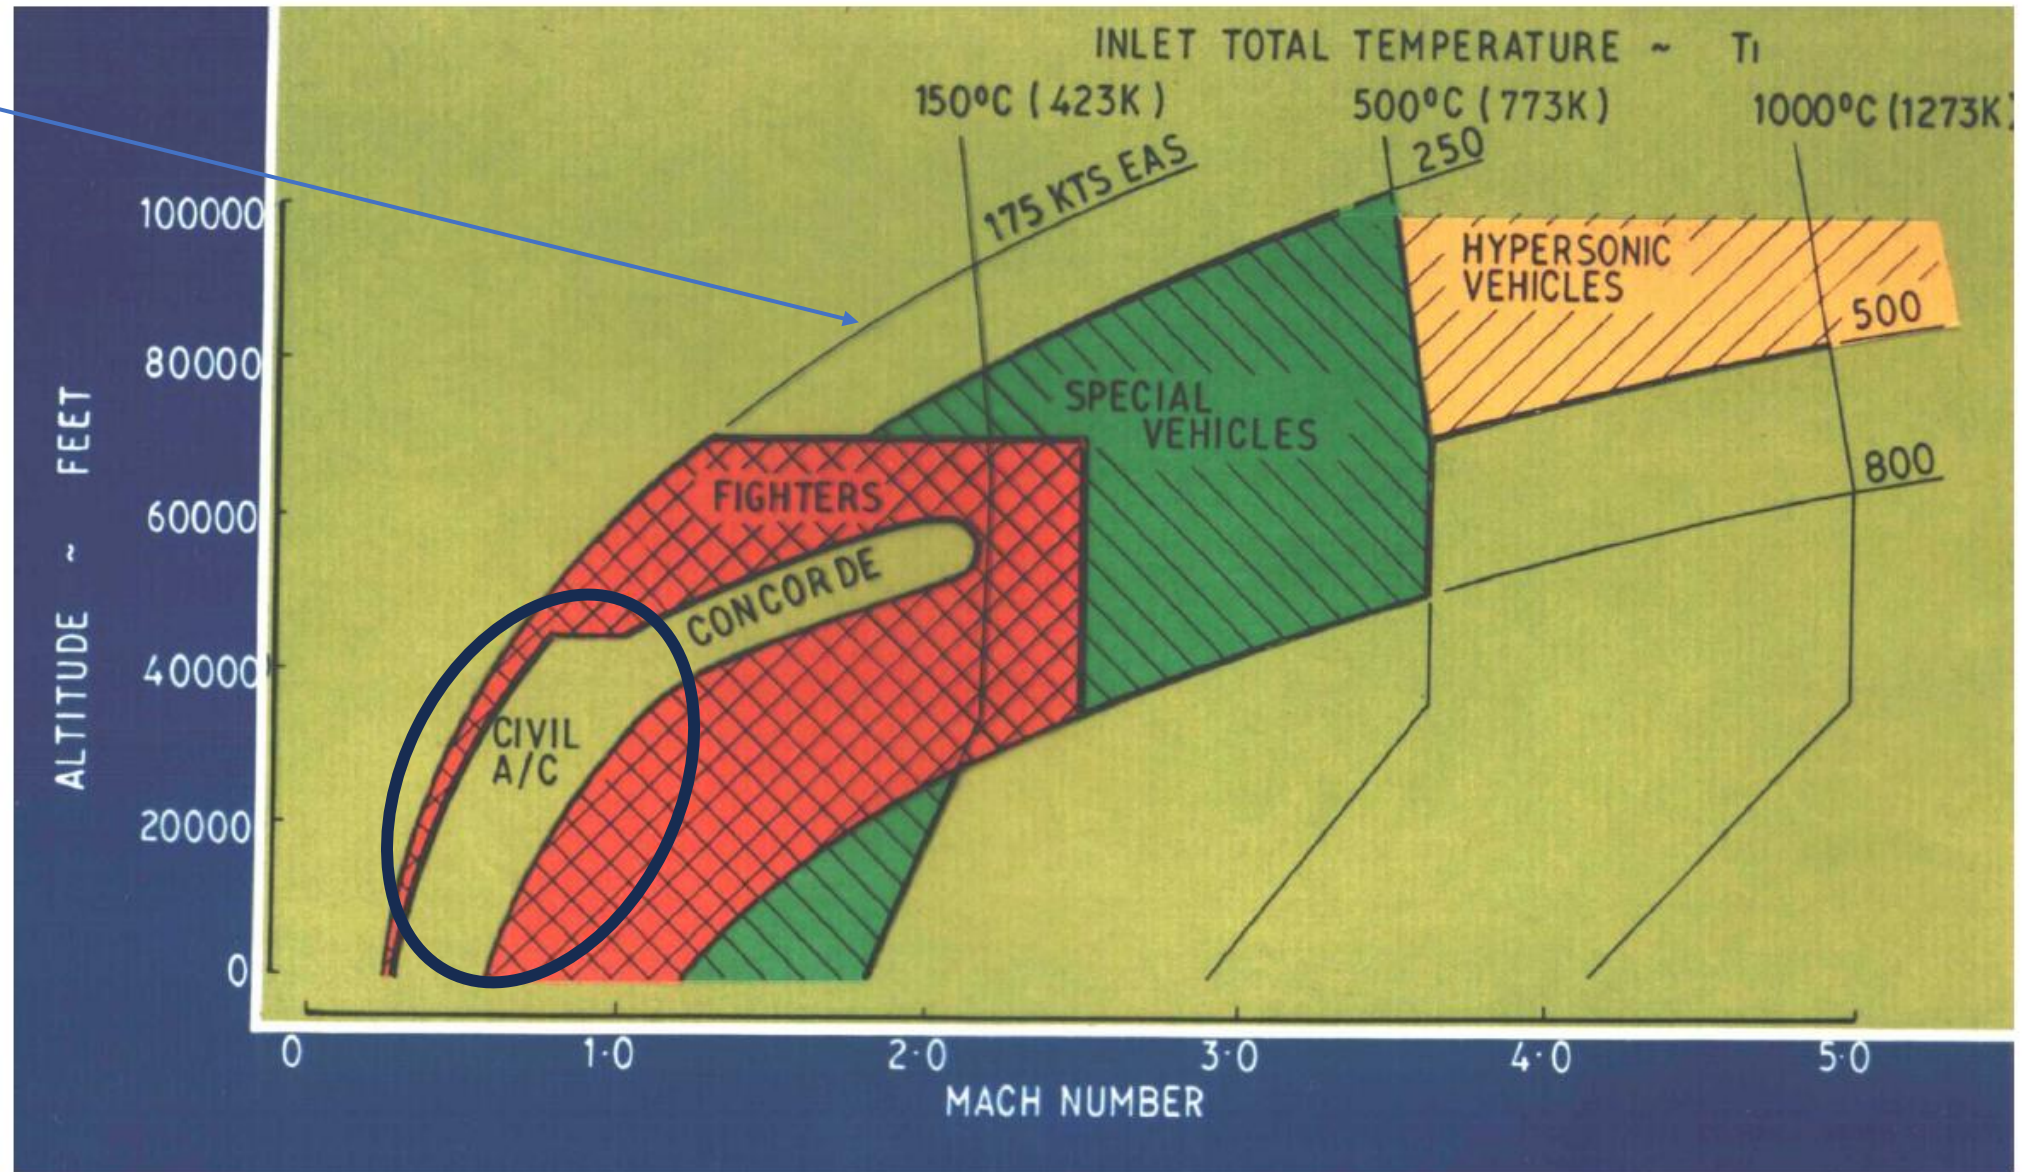 INLET TOTAL TEMPERATURE ~ T1
150°C (423K)
500°C (773K)
1000°C (1273K)
175 KTS EAS
250
100000
HYPERSONIC
VEHICLES
500
80000
SPECIAL
VEHICLES
800
FIGHTERS
60000
CONCORDE
ALTITUDE ~ FEET
40000
CIVIL
A/C
20000
0
0 1·0 2·0 3·0 4·0 5·0
MACH NUMBER